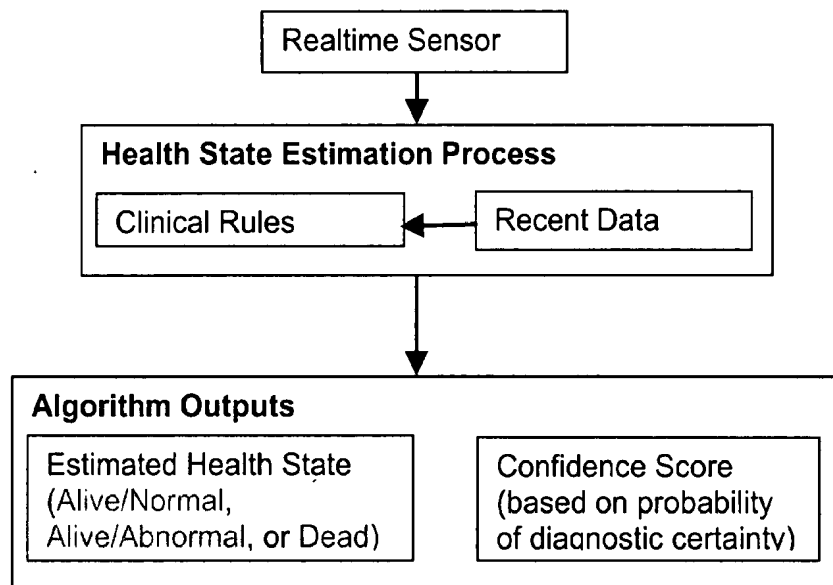 Realtime Sensor
Health State Estimation Process
Clinical Rules
Recent Data
Algorithm Outputs
Estimated Health State
(Alive/Normal,
Alive/Abnormal, or Dead)
Confidence Score
(based on probability
of diagnostic certainty)